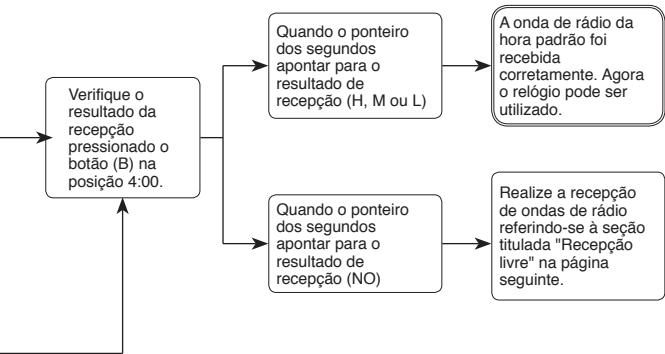 Verifique o
resultado da
recepção
pressionado o
botão (B) na
posição 4:00.
Quando o ponteiro
dos segundos
apontar para o
resultado de
recepção (H, M ou L)
A onda de rádio da
hora padrão foi
recebida
corretamente. Agora
o relógio pode ser
utilizado.
Quando o ponteiro
dos segundos
apontar para o
resultado de
recepção (NO)
Realize a recepção
de ondas de rádio
referindo-se à seção
titulada "Recepção
livre" na página
seguinte.